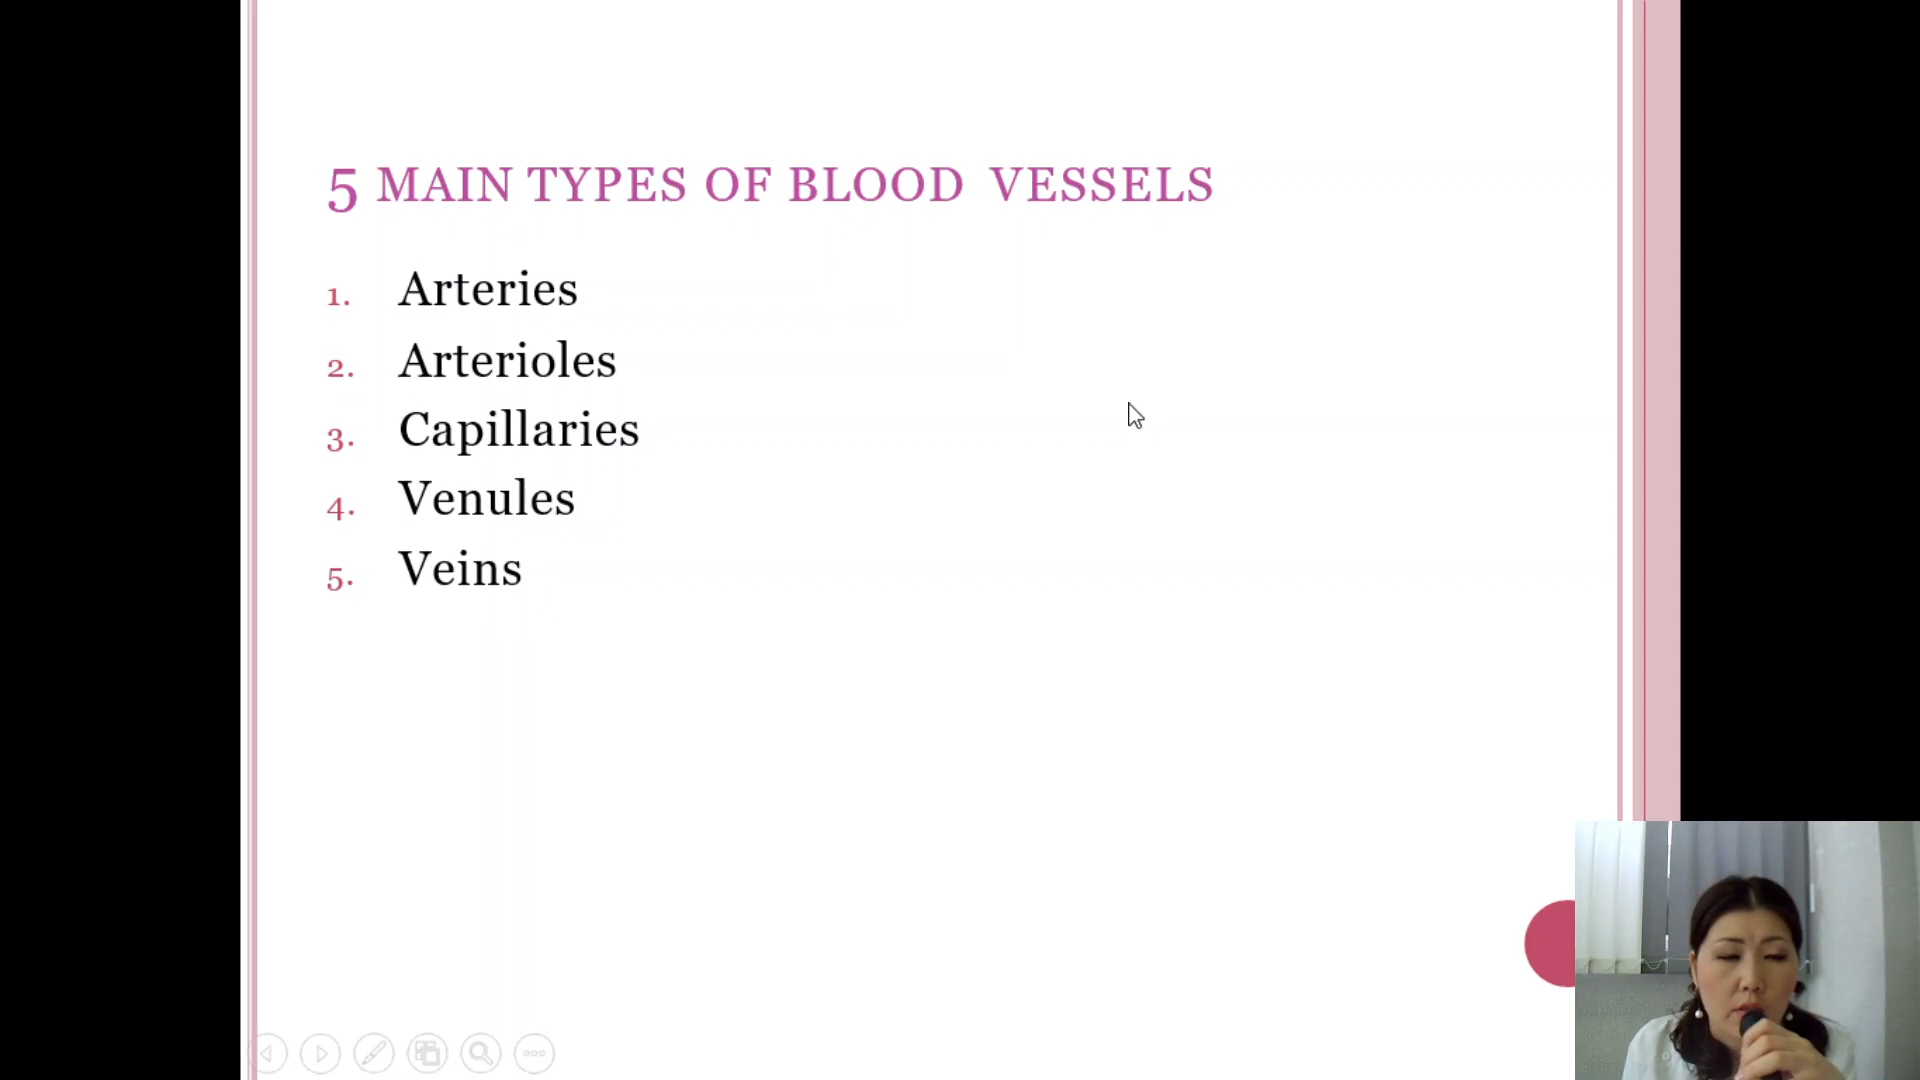 5 MAIN TYPES OF BLOOD VESSELS
1. Arteries
2. Arterioles
3. Capillaries
4. Venules
5. Veins